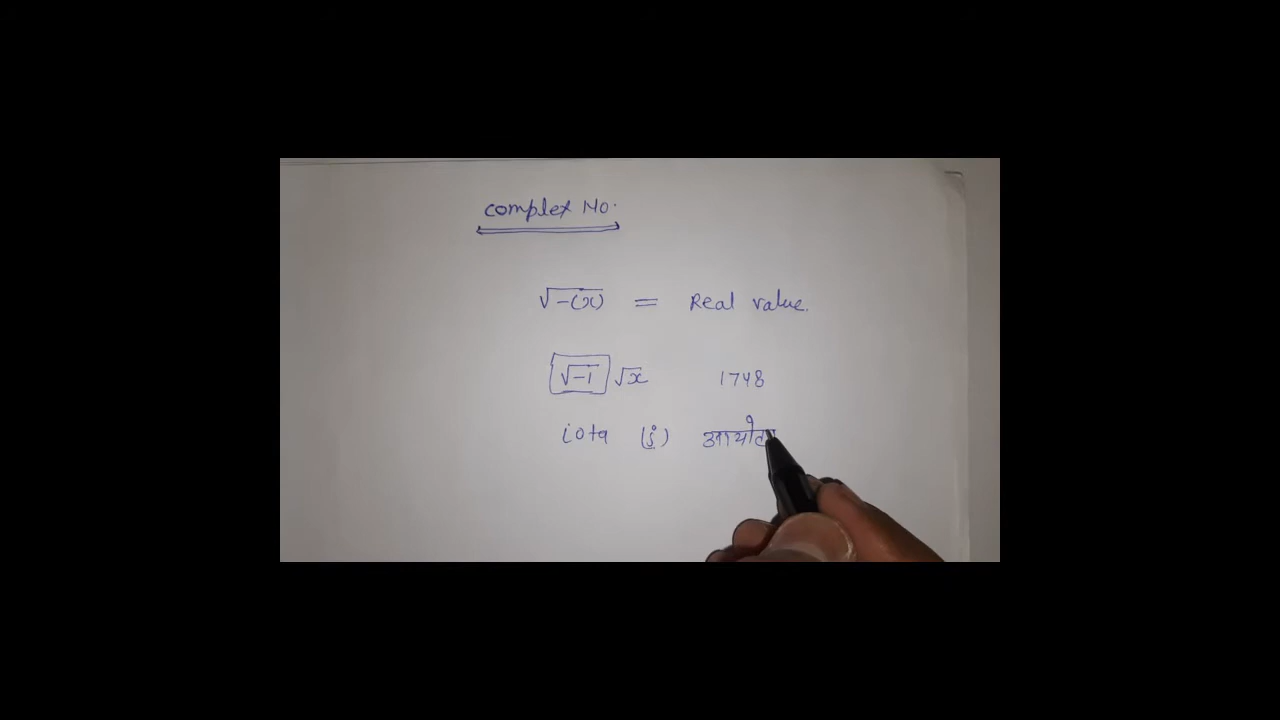 Complex No.
√-(x) = Real value.
√-1 √x 1748
iota (i) आयोटा